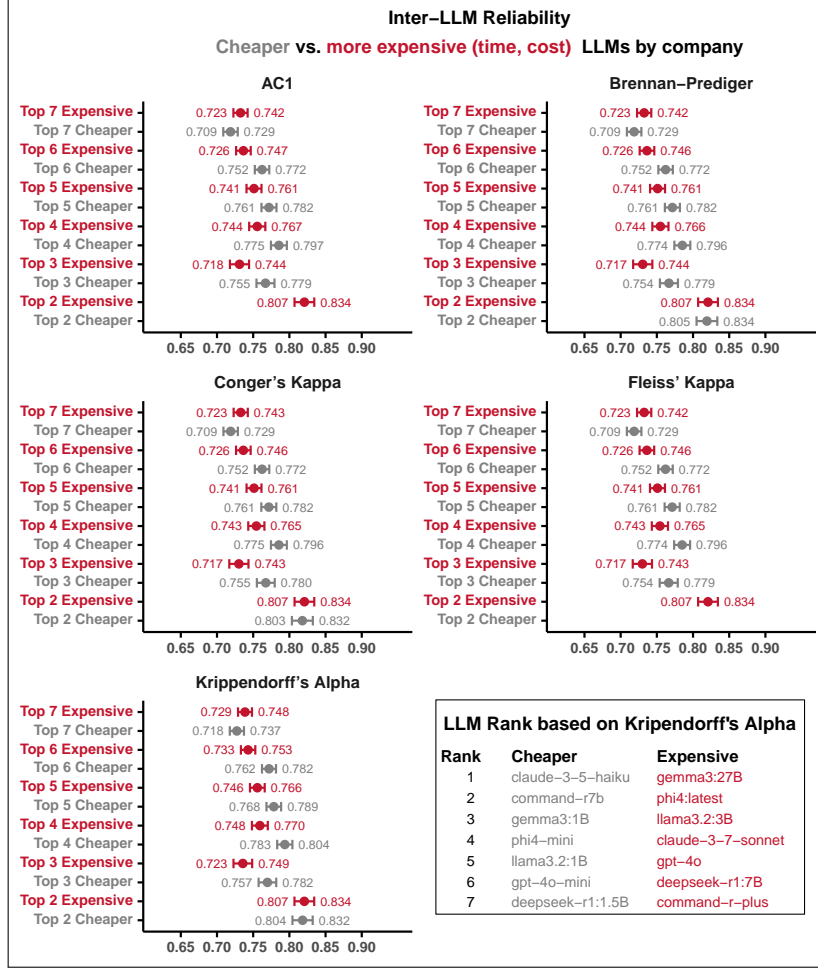 Inter−LLM Reliability
Cheaper vs. more expensive (time, cost) LLMs by company
AC1
Top 7 Expensive 0.723 0.742
Top 7 Cheaper 0.709 0.729
Top 6 Expensive 0.726 0.747
Top 6 Cheaper 0.752 0.772
Top 5 Expensive 0.741 0.761
Top 5 Cheaper 0.761 0.782
Top 4 Expensive 0.744 0.767
Top 4 Cheaper 0.775 0.797
Top 3 Expensive 0.718 0.744
Top 3 Cheaper 0.755 0.779
Top 2 Expensive 0.807 0.834
Top 2 Cheaper
0.65 0.70 0.75 0.80 0.85 0.90
Brennan−Prediger
Top 7 Expensive 0.723 0.742
Top 7 Cheaper 0.709 0.729
Top 6 Expensive 0.726 0.746
Top 6 Cheaper 0.752 0.772
Top 5 Expensive 0.741 0.761
Top 5 Cheaper 0.761 0.782
Top 4 Expensive 0.744 0.766
Top 4 Cheaper 0.774 0.796
Top 3 Expensive 0.717 0.744
Top 3 Cheaper 0.754 0.779
Top 2 Expensive 0.807 0.834
Top 2 Cheaper 0.805 0.834
0.65 0.70 0.75 0.80 0.85 0.90
Conger's Kappa
Top 7 Expensive 0.723 0.743
Top 7 Cheaper 0.709 0.729
Top 6 Expensive 0.726 0.746
Top 6 Cheaper 0.752 0.772
Top 5 Expensive 0.741 0.761
Top 5 Cheaper 0.761 0.782
Top 4 Expensive 0.743 0.765
Top 4 Cheaper 0.775 0.796
Top 3 Expensive 0.717 0.743
Top 3 Cheaper 0.755 0.780
Top 2 Expensive 0.807 0.834
Top 2 Cheaper 0.803 0.832
0.65 0.70 0.75 0.80 0.85 0.90
Fleiss' Kappa
Top 7 Expensive 0.723 0.742
Top 7 Cheaper 0.709 0.729
Top 6 Expensive 0.726 0.746
Top 6 Cheaper 0.752 0.772
Top 5 Expensive 0.741 0.761
Top 5 Cheaper 0.761 0.782
Top 4 Expensive 0.743 0.765
Top 4 Cheaper 0.774 0.796
Top 3 Expensive 0.717 0.743
Top 3 Cheaper 0.754 0.779
Top 2 Expensive 0.807 0.834
Top 2 Cheaper
0.65 0.70 0.75 0.80 0.85 0.90
Krippendorff's Alpha
Top 7 Expensive 0.729 0.748
Top 7 Cheaper 0.718 0.737
Top 6 Expensive 0.733 0.753
Top 6 Cheaper 0.762 0.782
Top 5 Expensive 0.746 0.766
Top 5 Cheaper 0.768 0.789
Top 4 Expensive 0.748 0.770
Top 4 Cheaper 0.783 0.804
Top 3 Expensive 0.723 0.749
Top 3 Cheaper 0.757 0.782
Top 2 Expensive 0.807 0.834
Top 2 Cheaper 0.804 0.832
0.65 0.70 0.75 0.80 0.85 0.90
LLM Rank based on Kripendorff's Alpha
Rank Cheaper Expensive
1 claude−3−5−haiku gemma3:27B
2 command−r7b phi4:latest
3 gemma3:1B llama3.2:3B
4 phi4−mini claude−3−7−sonnet
5 llama3.2:1B gpt−4o
6 gpt−4o−mini deepseek−r1:7B
7 deepseek−r1:1.5B command−r−plus